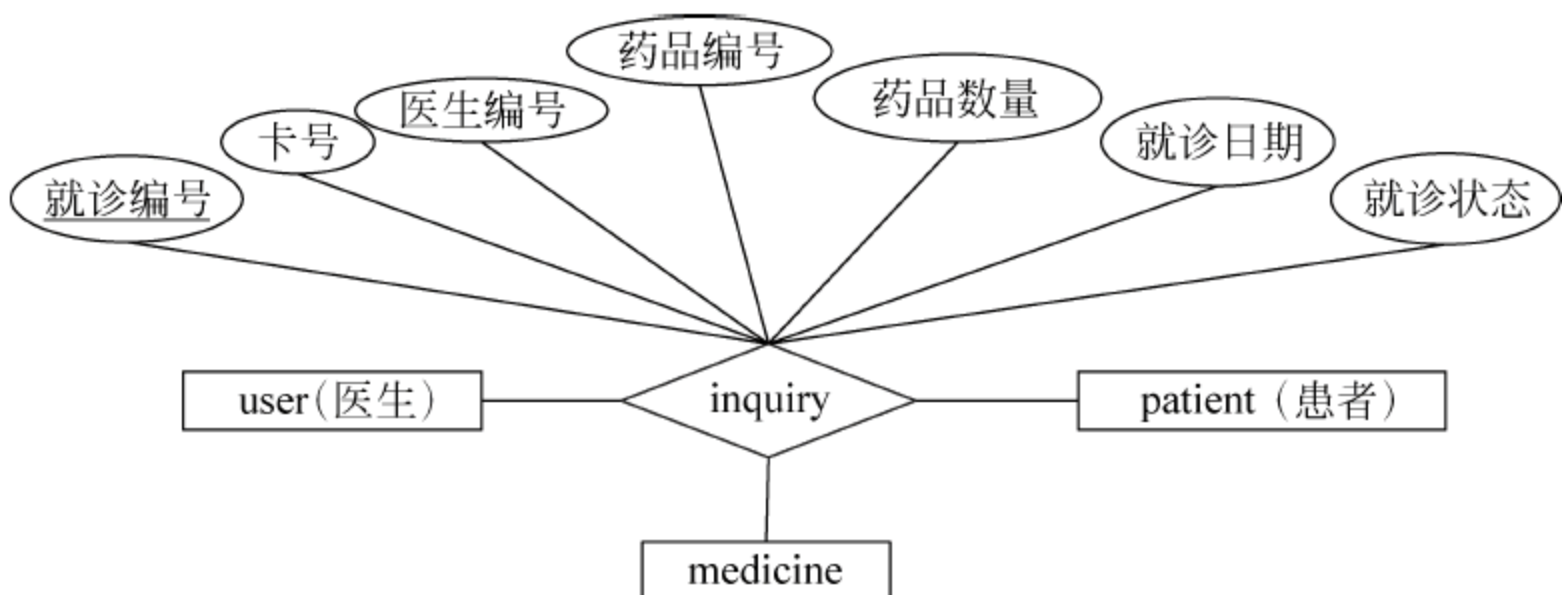 药品编号
药品数量
医生编号
卡号
就诊日期
就诊编号
就诊状态
user(医生)
inquiry
patient（患者）
medicine